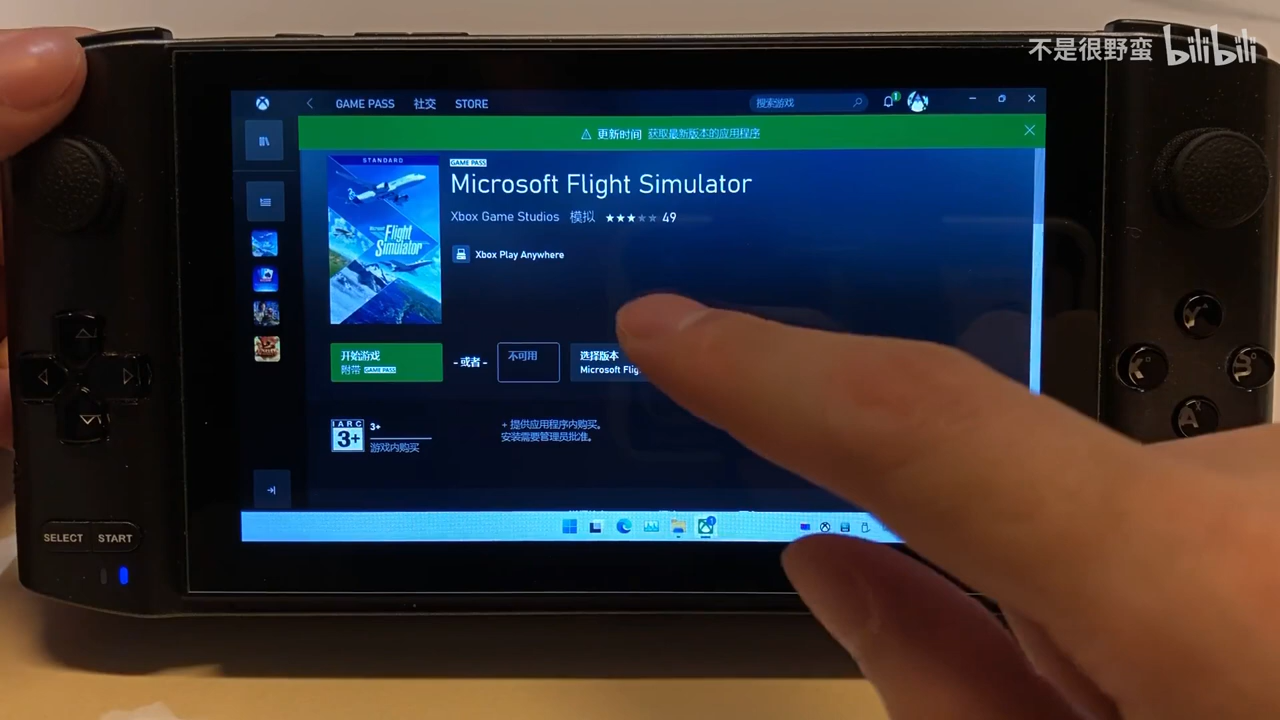 不是很野蛮 bilibili
GAME PASS 社交 STORE 搜索游戏
更新时间 获取最新版本的应用程序
STANDARD
GAME PASS
Microsoft Flight Simulator
Xbox Game Studios 模拟 49
Microsoft Flight Simulator
Xbox Play Anywhere
开始游戏
附带 GAME PASS
- 或者 -
不可用
选择版本
Microsoft Flig
IARC
3+
3+
游戏内购买
+ 提供应用程序内购买。
安装需要管理员批准。
SELECT START
A